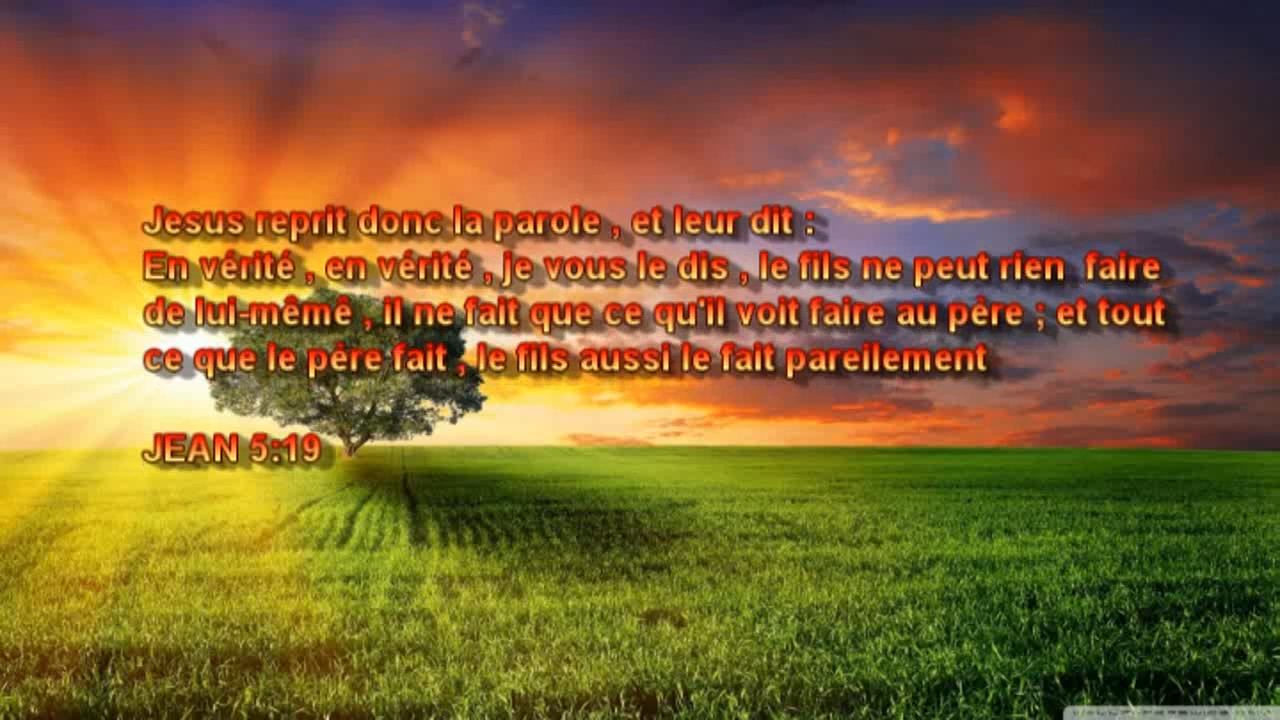 Jesus reprit donc la parole , et leur dit :
En vérité , en vérité , je vous le dis , le fils ne peut rien faire
de lui-mêmê , il ne fait que ce qu'il voit faire au père ; et tout
ce que le pére fait , le fils aussi le fait pareilement
JEAN 5:19